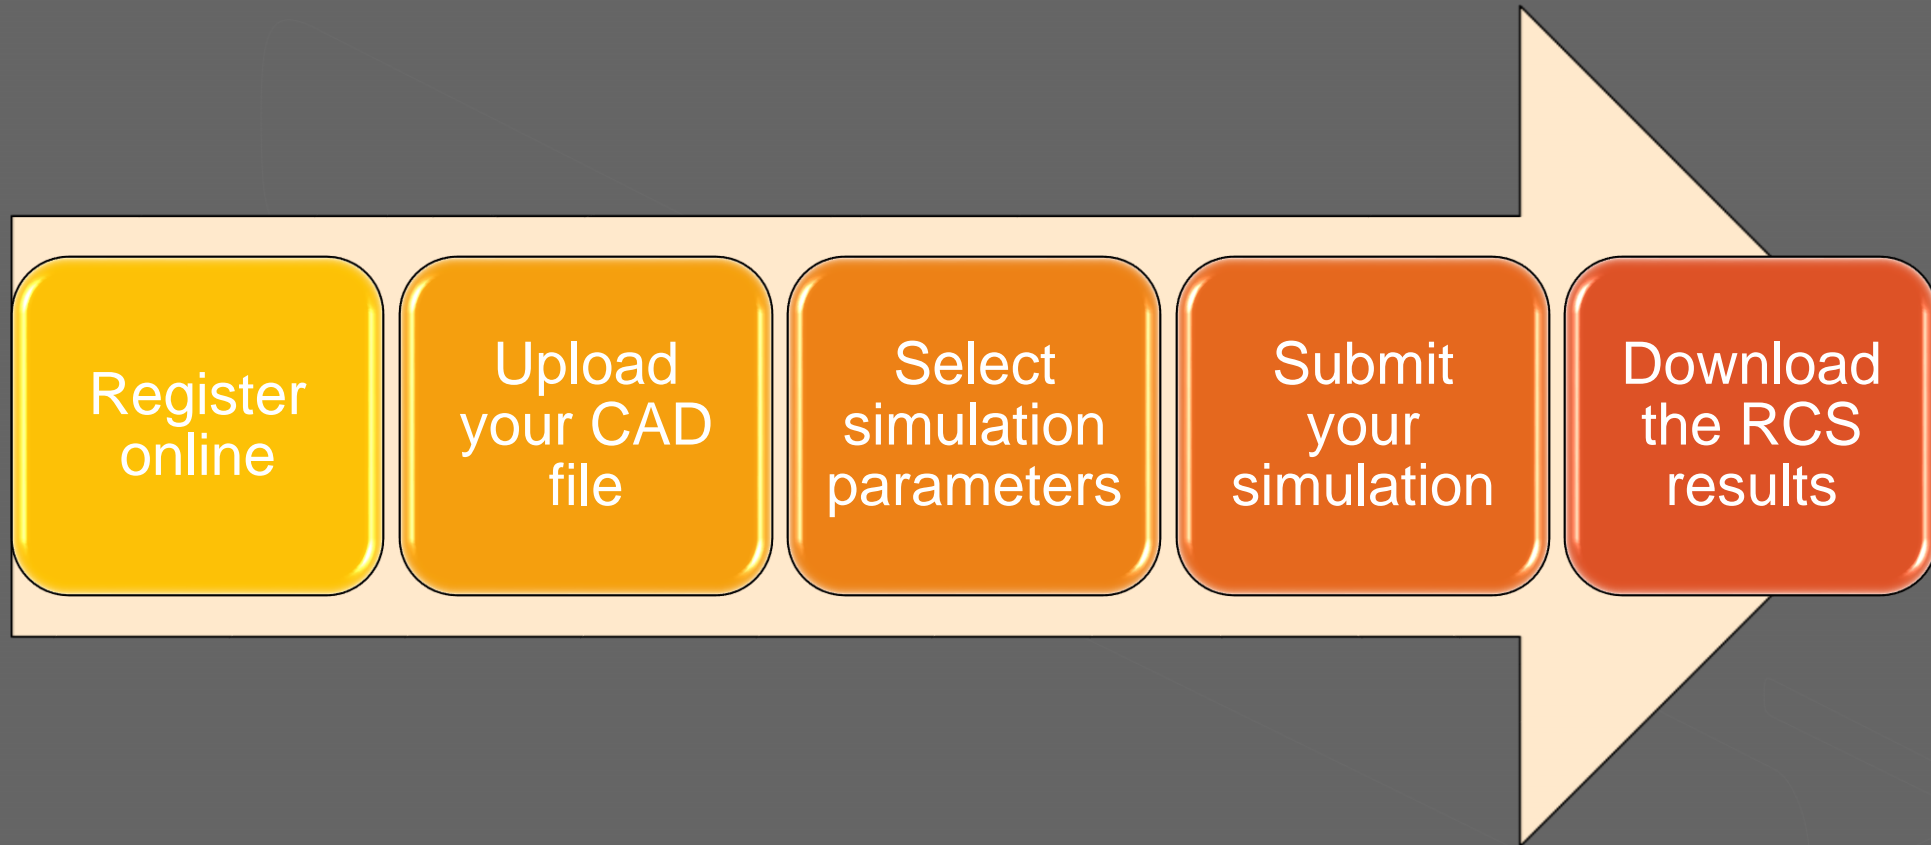 Register
online
Upload
your CAD
file
Select
simulation
parameters
Submit
your
simulation
Download
the RCS
results